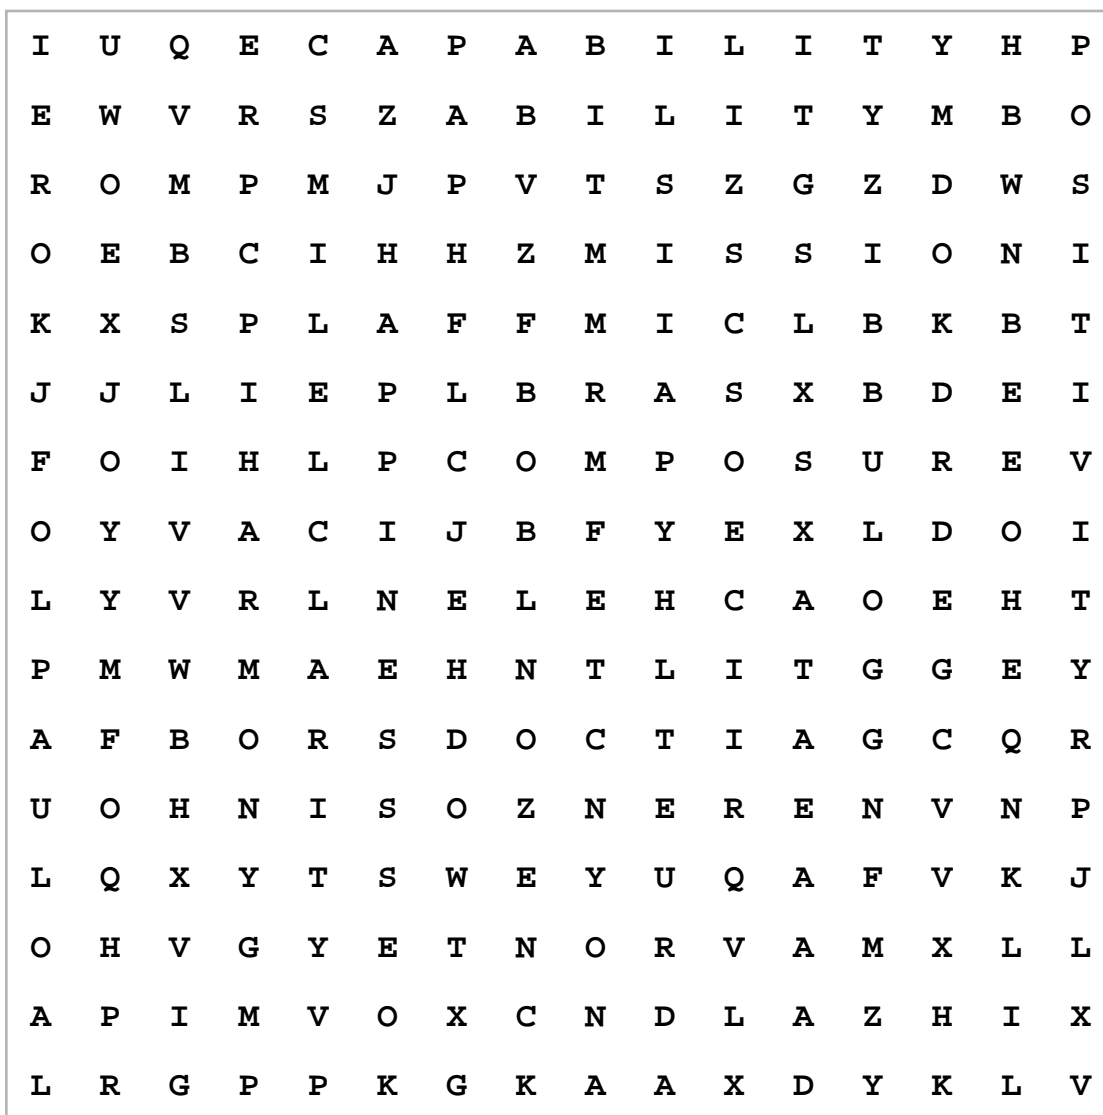 I U Q E C A P A B I L I T Y H P
E W V R S Z A B I L I T Y M B O
R O M P M J P V T S Z G Z D W S
O E B C I H H Z M I S S I O N I
K X S P L A F F M I C L B K B T
J J L I E P L B R A S X B D E I
F O I H L P C O M P O S U R E V
O Y V A C I J B F Y E X L D O I
L Y V R L N E L E H C A O E H T
P M W M A E H N T L I T G G E Y
A F B O R S D O C T I A G C Q R
U O H N I S O Z N E R E N V N P
L Q X Y T S W E Y U Q A F V K J
O H V G Y E T N O R V A M X L L
A P I M V O X C N D L A Z H I X
L R G P P K G K A A X D Y K L V